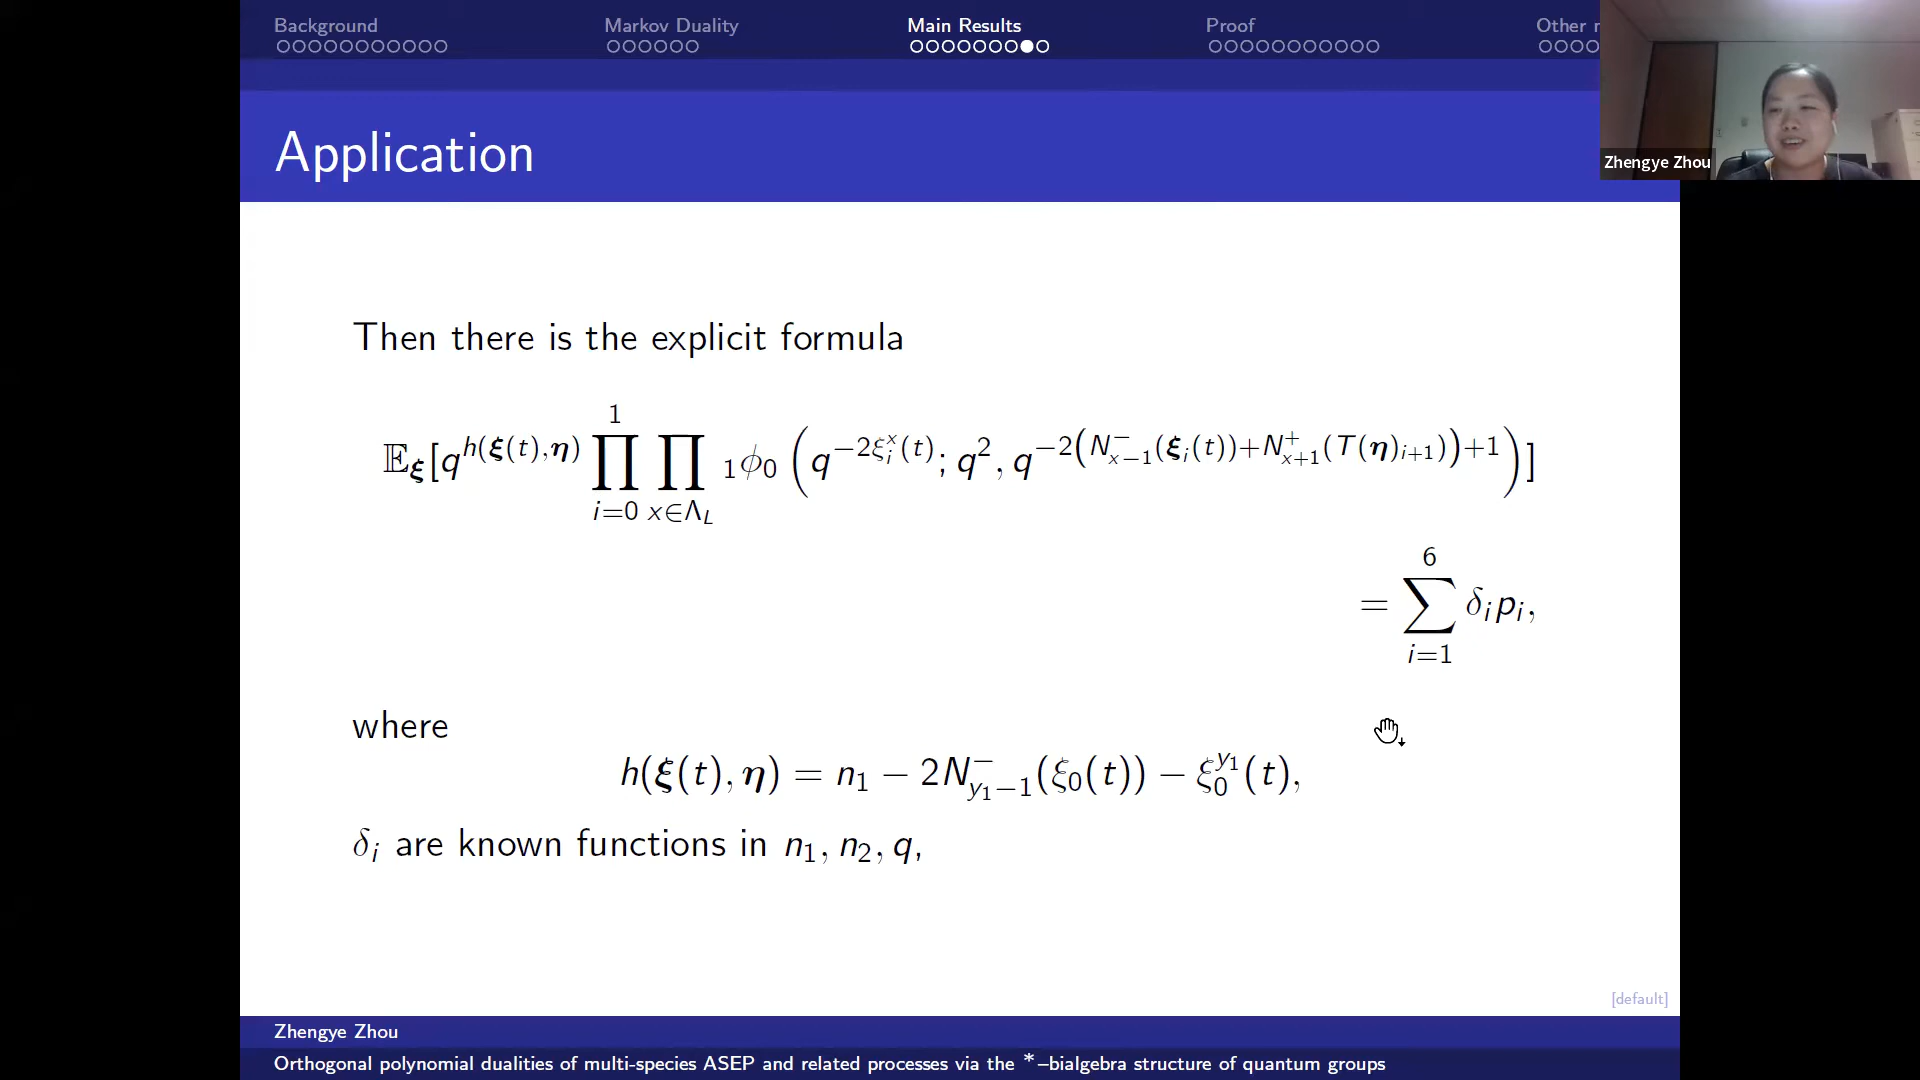 Background Markov Duality Main Results Proof Other r
Zhengye Zhou
Application
Then there is the explicit formula
𝔼_ξ[q^{h(ξ(t),η)} ∏_{i=0}^{1} ∏_{x∈Λ_L} ₁ϕ₀ (q^{−2ξ_i^x(t)}; q², q^{−2(N^−_{x−1}(ξ_i(t))+N^+_{x+1}(T(η)_{i+1}))+1})]
= ∑_{i=1}^{6} δ_i p_i,
where
h(ξ(t), η) = n₁ − 2N^−_{y₁−1}(ξ₀(t)) − ξ₀^{y₁}(t),
δ_i are known functions in n₁, n₂, q,
[default]
Zhengye Zhou
Orthogonal polynomial dualities of multi-species ASEP and related processes via the *–bialgebra structure of quantum groups